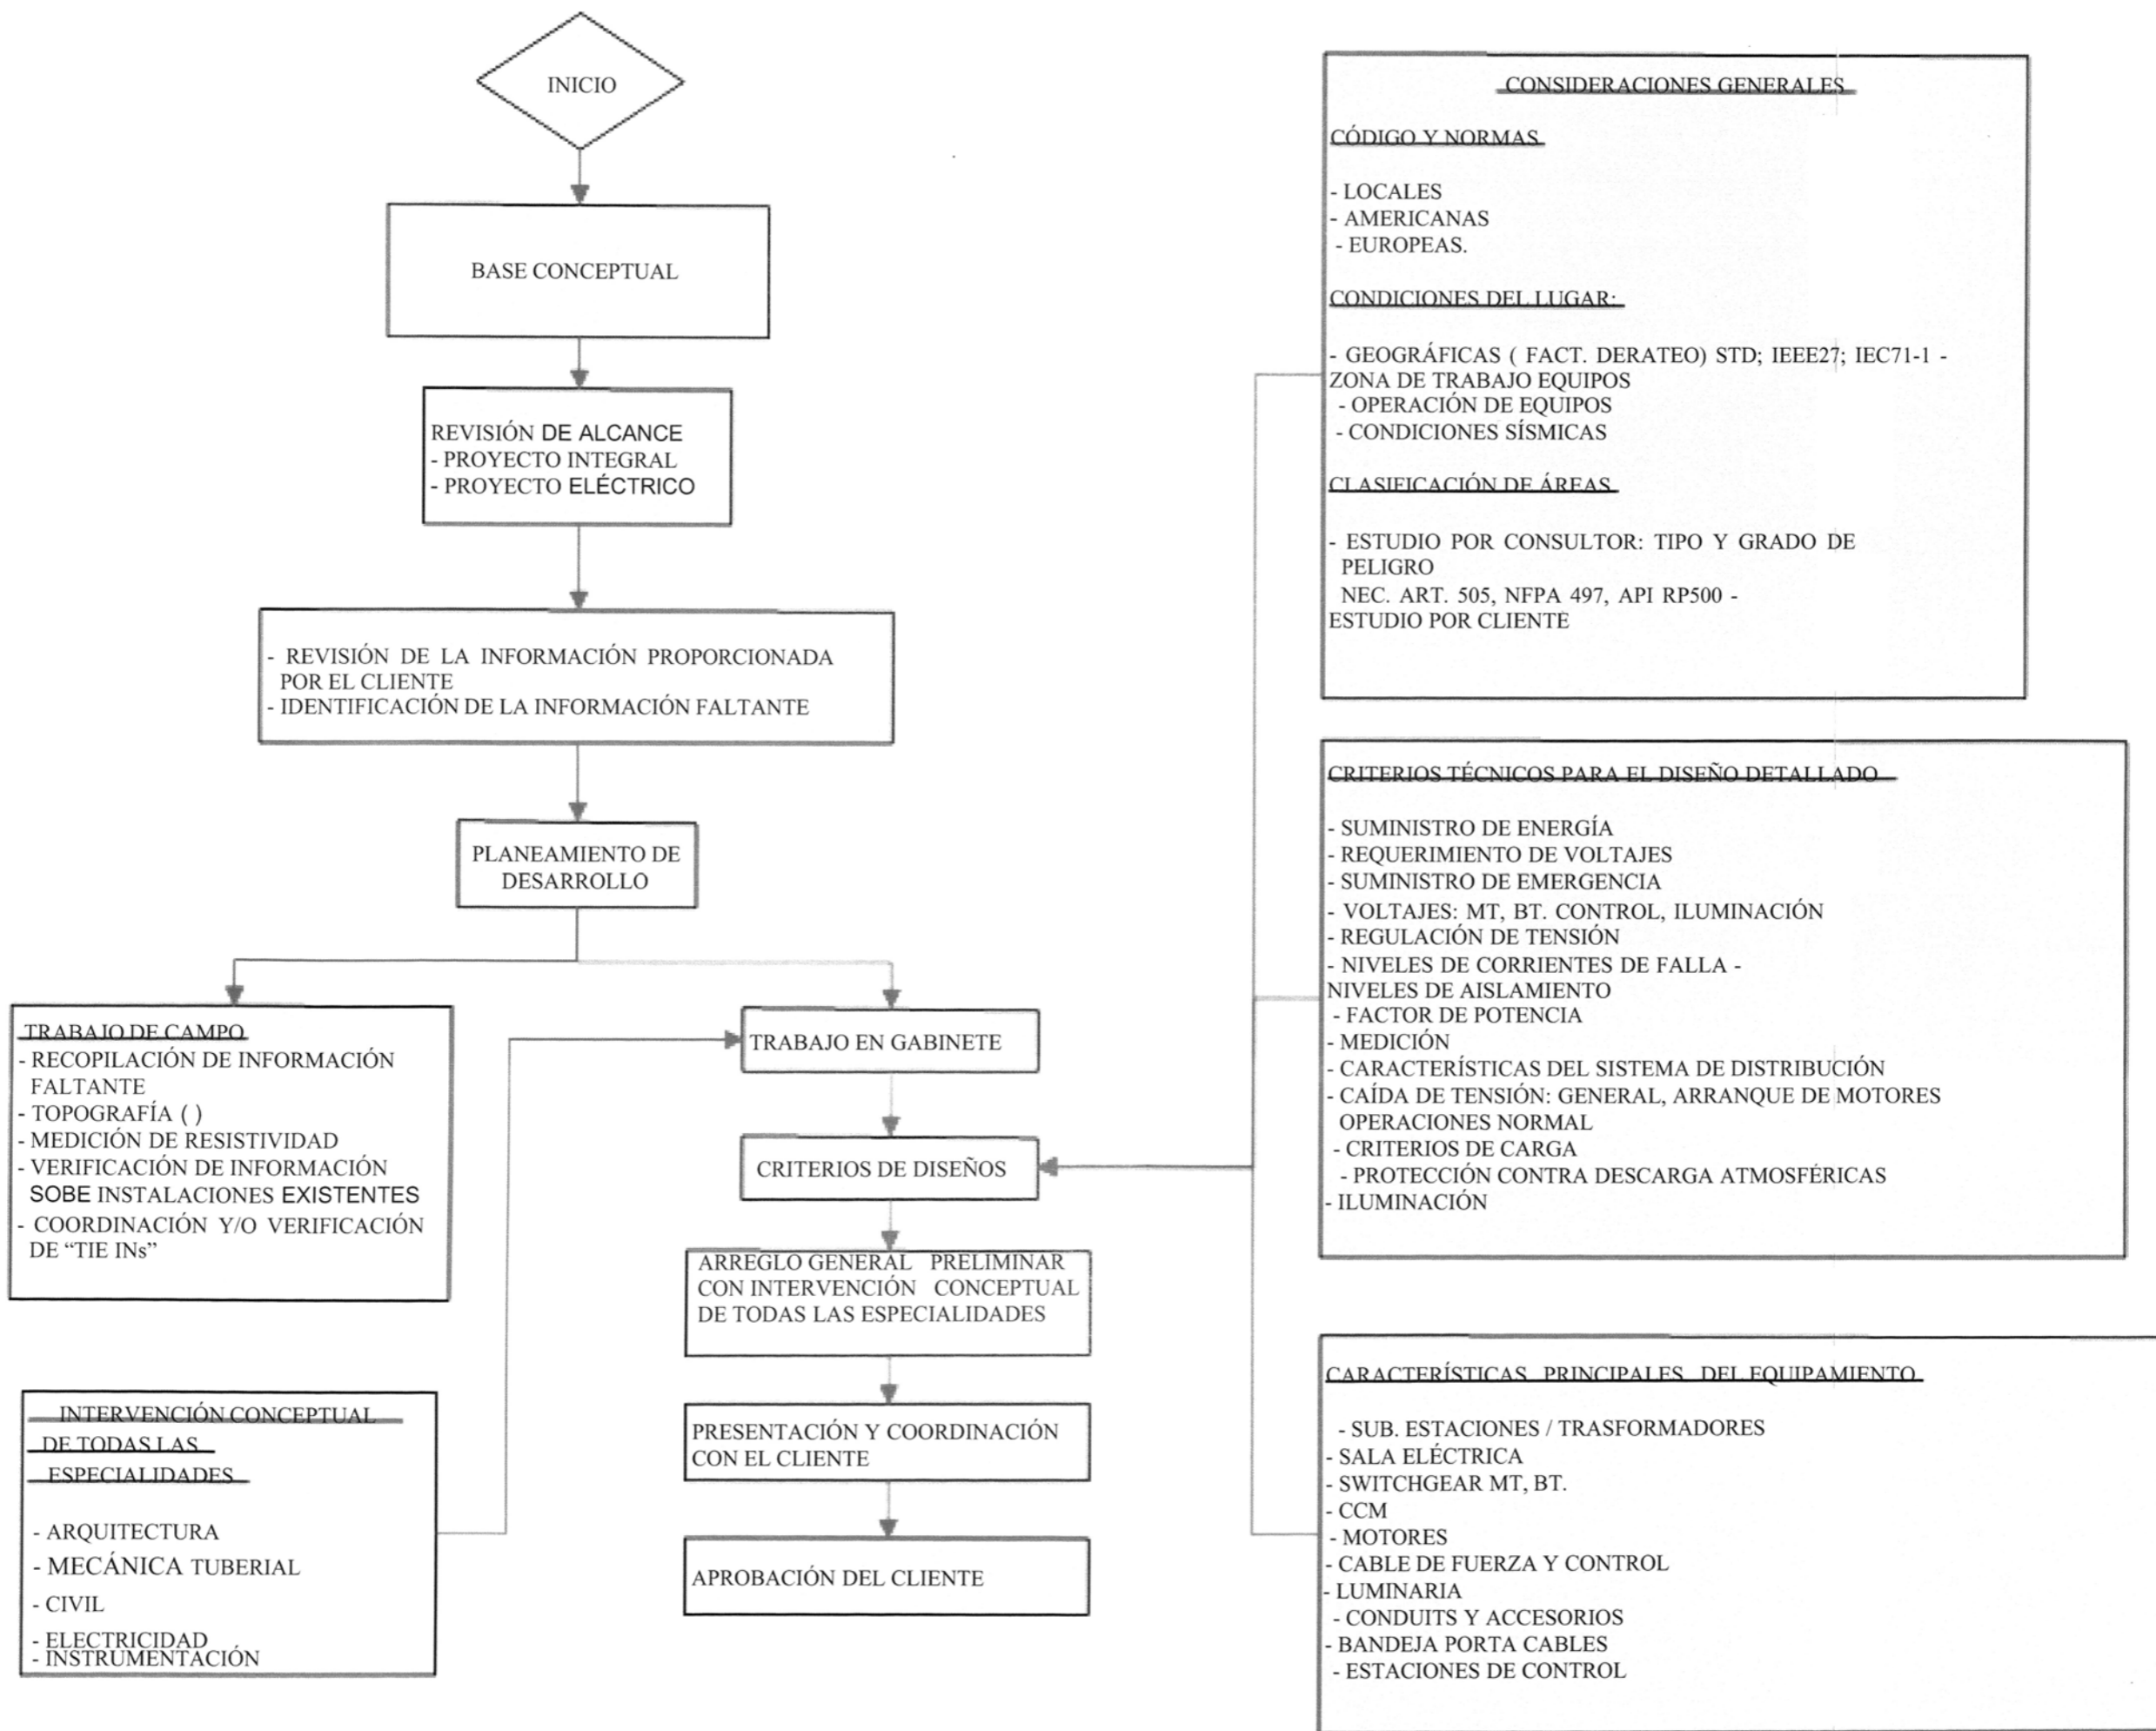 INICIO
BASE CONCEPTUAL
REVISIÓN DE ALCANCE
- PROYECTO INTEGRAL
- PROYECTO ELÉCTRICO
- REVISIÓN DE LA INFORMACIÓN PROPORCIONADA
POR EL CLIENTE
- IDENTIFICACIÓN DE LA INFORMACIÓN FALTANTE
PLANEAMIENTO DE
DESARROLLO
TRABAJO DE CAMPO
- RECOPILACIÓN DE INFORMACIÓN
FALTANTE
- TOPOGRAFÍA ( )
- MEDICIÓN DE RESISTIVIDAD
- VERIFICACIÓN DE INFORMACIÓN
SOBE INSTALACIONES EXISTENTES
- COORDINACIÓN Y/O VERIFICACIÓN
DE “TIE INs”
INTERVENCIÓN CONCEPTUAL
DE TODAS LAS
ESPECIALIDADES
- ARQUITECTURA
- MECÁNICA TUBERIAL
- CIVIL
- ELECTRICIDAD
- INSTRUMENTACIÓN
TRABAJO EN GABINETE
CRITERIOS DE DISEÑOS
ARREGLO GENERAL PRELIMINAR
CON INTERVENCIÓN CONCEPTUAL
DE TODAS LAS ESPECIALIDADES
PRESENTACIÓN Y COORDINACIÓN
CON EL CLIENTE
APROBACIÓN DEL CLIENTE
CONSIDERACIONES GENERALES
CÓDIGO Y NORMAS
- LOCALES
- AMERICANAS
- EUROPEAS.
CONDICIONES DEL LUGAR:
- GEOGRÁFICAS ( FACT. DERATEO) STD; IEEE27; IEC71-1 -
ZONA DE TRABAJO EQUIPOS
- OPERACIÓN DE EQUIPOS
- CONDICIONES SÍSMICAS
CLASIFICACIÓN DE ÁREAS
- ESTUDIO POR CONSULTOR: TIPO Y GRADO DE
PELIGRO
NEC. ART. 505, NFPA 497, API RP500 -
ESTUDIO POR CLIENTE
CRITERIOS TÉCNICOS PARA EL DISEÑO DETALLADO
- SUMINISTRO DE ENERGÍA
- REQUERIMIENTO DE VOLTAJES
- SUMINISTRO DE EMERGENCIA
- VOLTAJES: MT, BT. CONTROL, ILUMINACIÓN
- REGULACIÓN DE TENSIÓN
- NIVELES DE CORRIENTES DE FALLA -
NIVELES DE AISLAMIENTO
- FACTOR DE POTENCIA
- MEDICIÓN
- CARACTERÍSTICAS DEL SISTEMA DE DISTRIBUCIÓN
- CAÍDA DE TENSIÓN: GENERAL, ARRANQUE DE MOTORES
OPERACIONES NORMAL
- CRITERIOS DE CARGA
- PROTECCIÓN CONTRA DESCARGA ATMOSFÉRICAS
- ILUMINACIÓN
CARACTERÍSTICAS PRINCIPALES DEL EQUIPAMIENTO
- SUB. ESTACIONES / TRASFORMADORES
- SALA ELÉCTRICA
- SWITCHGEAR MT, BT.
- CCM
- MOTORES
- CABLE DE FUERZA Y CONTROL
- LUMINARIA
- CONDUITS Y ACCESORIOS
- BANDEJA PORTA CABLES
- ESTACIONES DE CONTROL